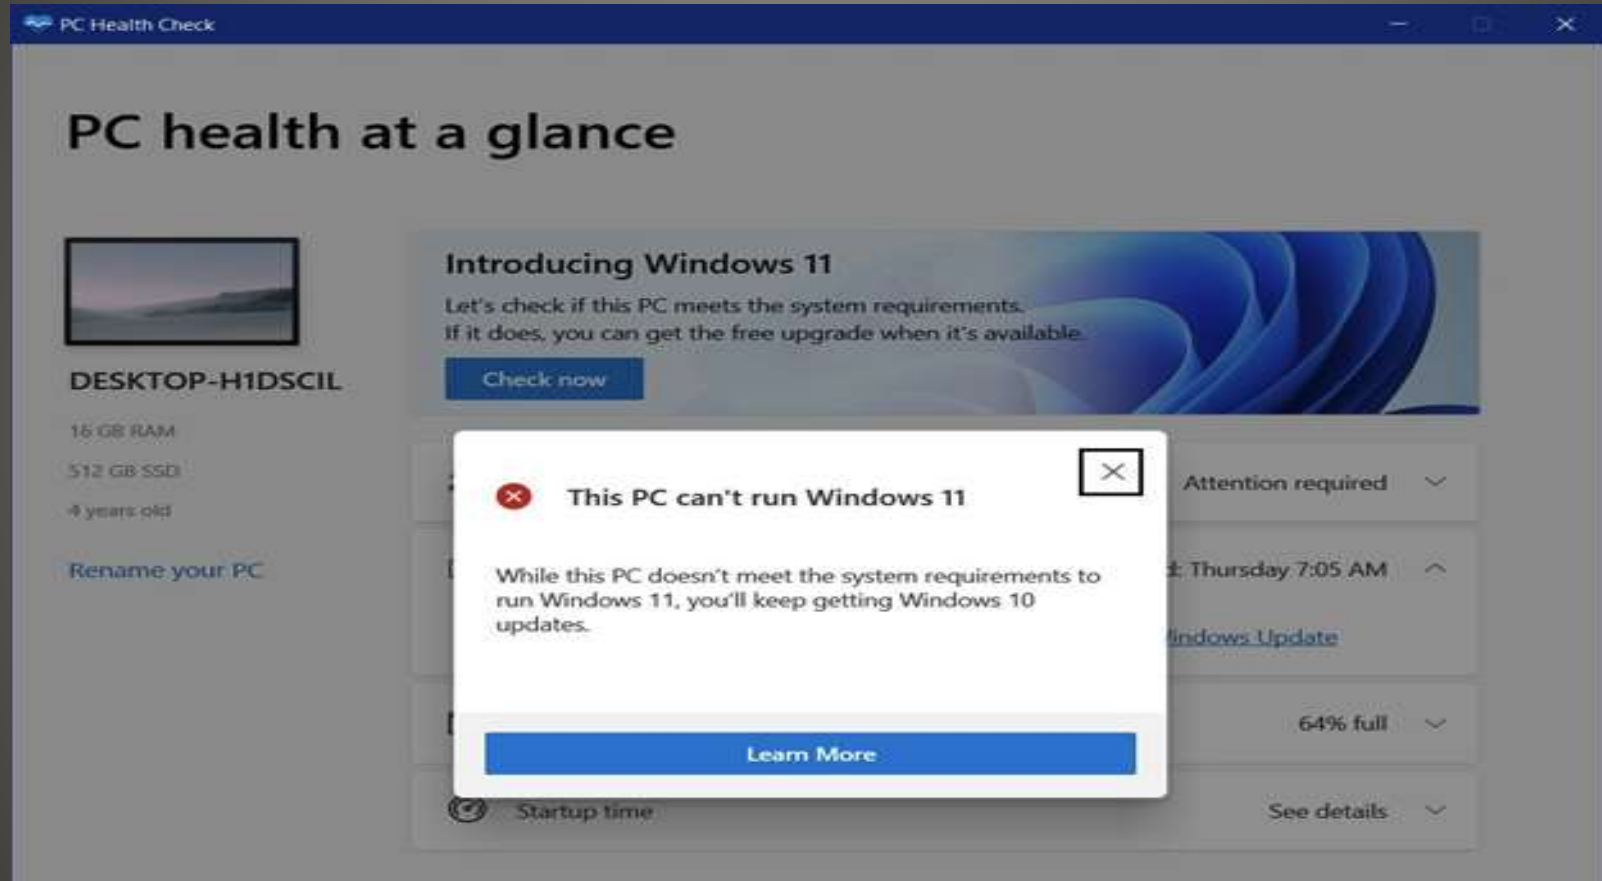 PC Health Check
PC health at a glance
Introducing Windows 11
Let's check if this PC meets the system requirements.
If it does, you can get the free upgrade when it's available.
Check now
DESKTOP-H1DSCIL
16 GB RAM
512 GB SSD
4 years old
Rename your PC
This PC can't run Windows 11
While this PC doesn't meet the system requirements to
run Windows 11, you'll keep getting Windows 10
updates.
Learn More
Attention required
Thursday 7:05 AM
Windows Update
64% full
Startup time
See details